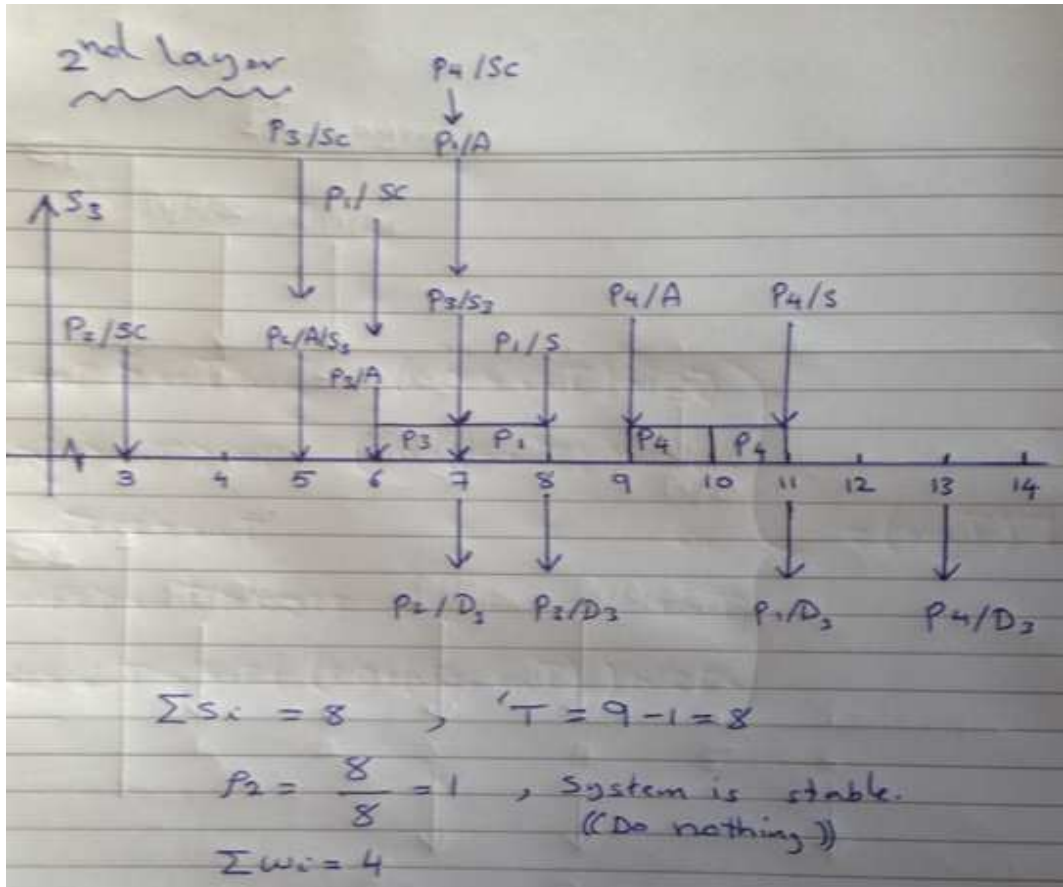 2nd layer
P4/SC
P3/SC P1/A
P1/SC
S3
P3/S3 P4/A P4/S
P2/SC P2/A/S3 P1/S
P3/A
P3 P1 P4 P4
3 4 5 6 7 8 9 10 11 12 13 14
P2/D3 P3/D3 P1/D3 P4/D3
ΣSi = 8 , T = 9-1 = 8
ρ2 = 8/8 = 1 , System is stable.
((Do nothing))
Σwi = 4